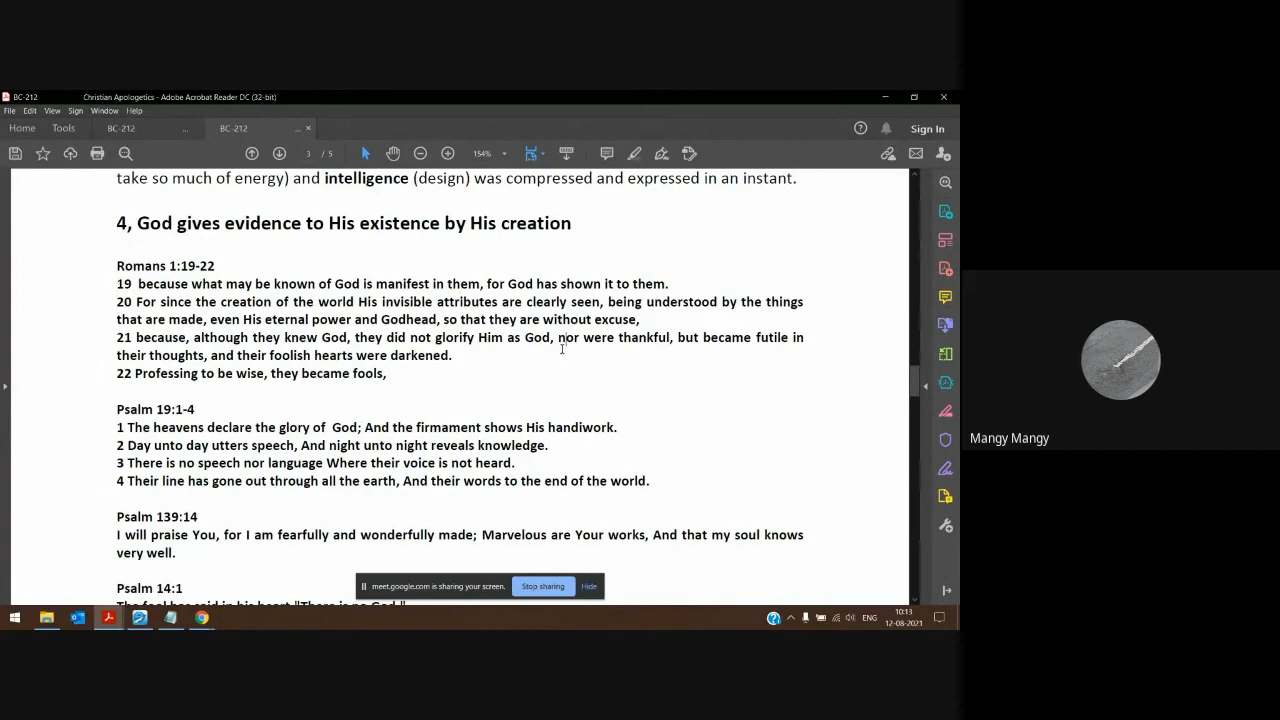 BC-212 Christian Apologetics - Adobe Acrobat Reader DC (32-bit)
File Edit View Sign Window Help
Home Tools BC-212 ... BC-212 ... × Sign In
3 / 5 154%
take so much of energy) and intelligence (design) was compressed and expressed in an instant.
4, God gives evidence to His existence by His creation
Romans 1:19-22
19 because what may be known of God is manifest in them, for God has shown it to them.
20 For since the creation of the world His invisible attributes are clearly seen, being understood by the things
that are made, even His eternal power and Godhead, so that they are without excuse,
21 because, although they knew God, they did not glorify Him as God, nor were thankful, but became futile in
their thoughts, and their foolish hearts were darkened.
22 Professing to be wise, they became fools,
Psalm 19:1-4
1 The heavens declare the glory of God; And the firmament shows His handiwork.
2 Day unto day utters speech, And night unto night reveals knowledge.
3 There is no speech nor language Where their voice is not heard.
4 Their line has gone out through all the earth, And their words to the end of the world.
Psalm 139:14
I will praise You, for I am fearfully and wonderfully made; Marvelous are Your works, And that my soul knows
very well.
Psalm 14:1
The fool has said in his heart "There is no God."
meet.google.com is sharing your screen. Stop sharing Hide
ENG 10:13
12-08-2021
Mangy Mangy